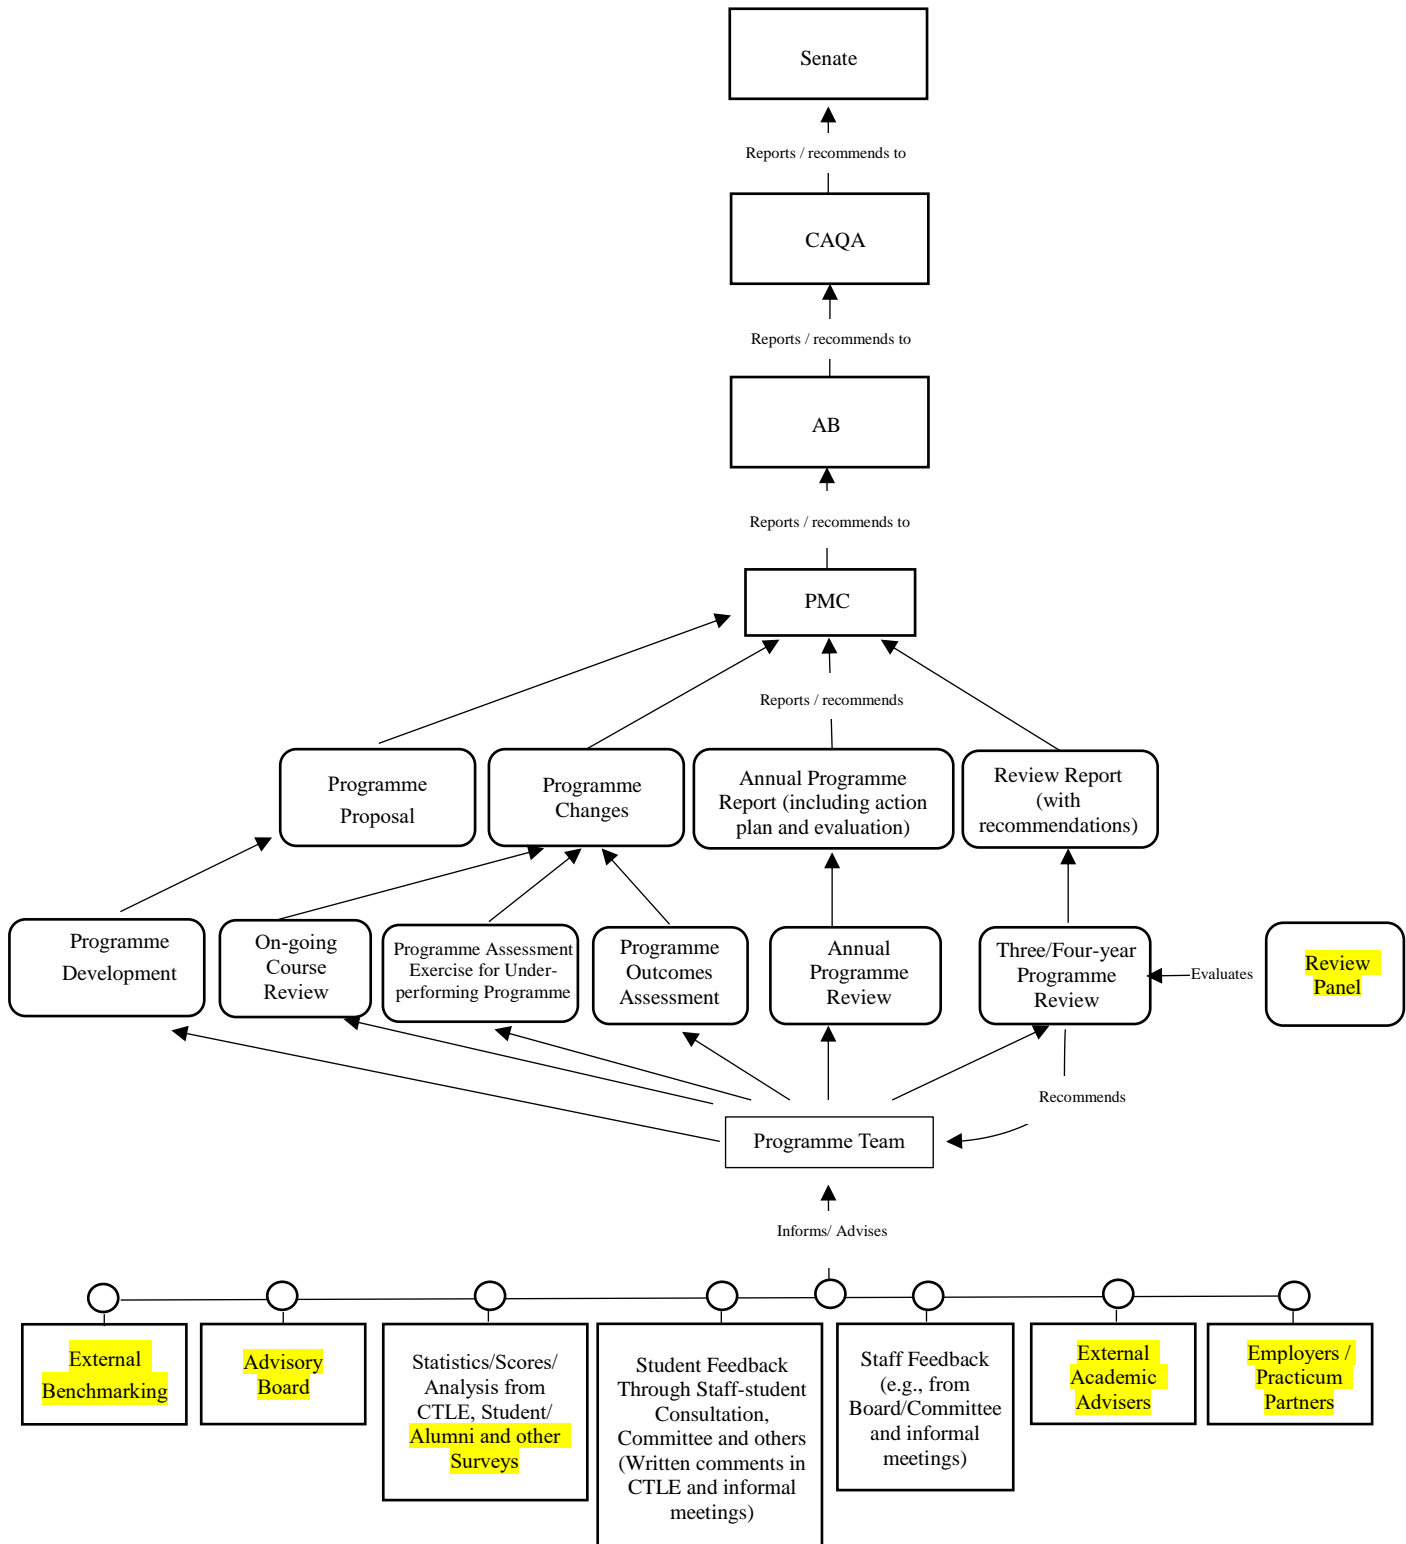 Senate
Reports / recommends to
CAQA
Reports / recommends to
AB
Reports / recommends to
PMC
Reports / recommends
Programme
Proposal
Programme
Changes
Annual Programme
Report (including action
plan and evaluation)
Review Report
(with
recommendations)
Programme
Development
On-going
Course
Review
Programme Assessment
Exercise for Under-
performing Programme
Programme
Outcomes
Assessment
Annual
Programme
Review
Three/Four-year
Programme
Review
Evaluates
Review
Panel
Recommends
Programme Team
Informs/ Advises
External
Benchmarking
Advisory
Board
Statistics/Scores/
Analysis from
CTLE, Student/
Alumni and other
Surveys
Student Feedback
Through Staff-student
Consultation,
Committee and others
(Written comments in
CTLE and informal
meetings)
Staff Feedback
(e.g., from
Board/Committee
and informal
meetings)
External
Academic
Advisers
Employers /
Practicum
Partners